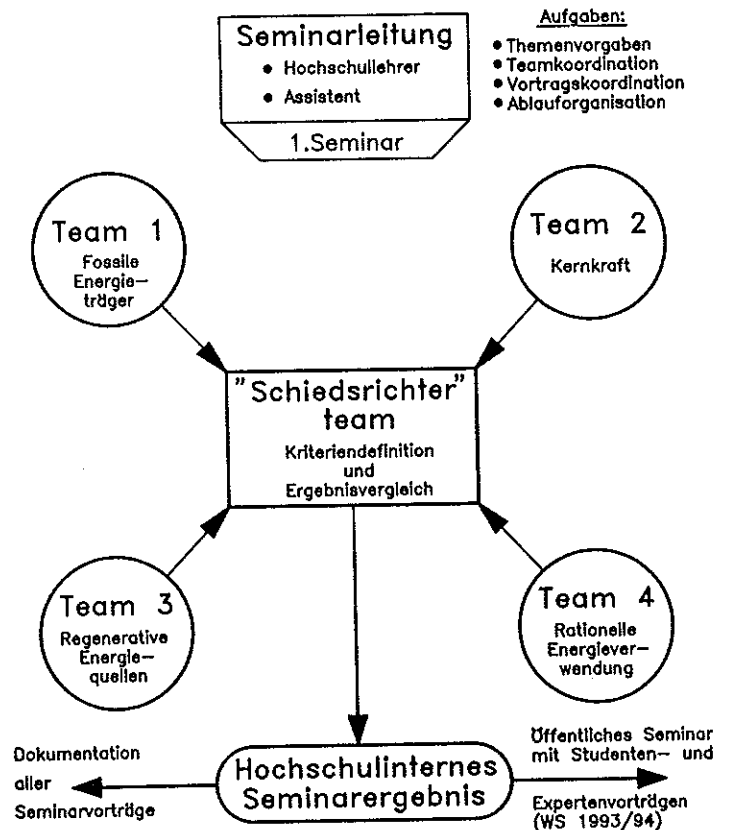 Seminarleitung
• Hochschullehrer
• Assistent
1.Seminar
Aufgaben:
• Themenvorgaben
• Teamkoordination
• Vortragskoordination
• Ablauforganisation
Team 1
Fossile
Energie-
träger
Team 2
Kernkraft
"Schiedsrichter"
team
Kriteriendefinition
und
Ergebnisvergleich
Team 3
Regenerative
Energie-
quellen
Team 4
Rationelle
Energiever-
wendung
Dokumentation
aller
Seminarvorträge
Hochschulinternes
Seminarergebnis
Öffentliches Seminar
mit Studenten- und
Expertenvorträgen
(WS 1993/94)